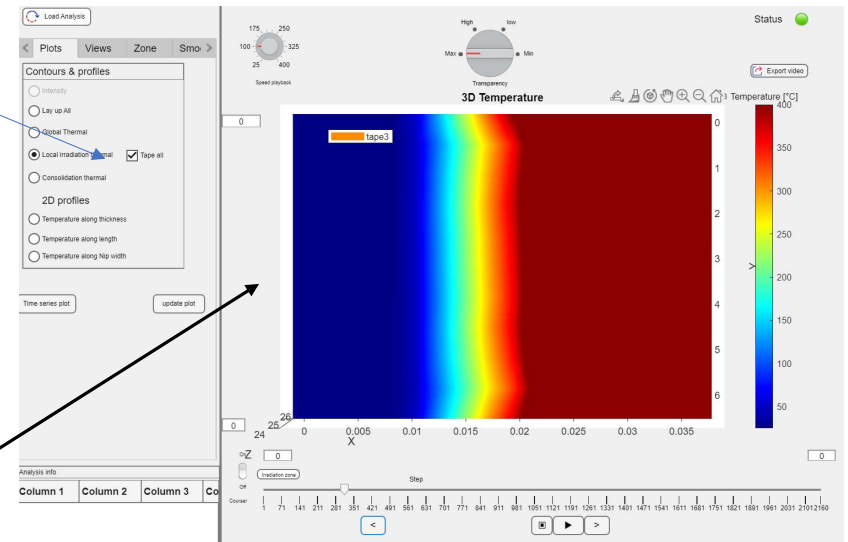 Load Analysis
Plots
Views
Zone
Smo
Contours & profiles
Intensity
Lay up All
Global Thermal
Local irradiation thermal
Tape all
Consolidation thermal
2D profiles
Temperature along thickness
Temperature along length
Temperature along Nip width
Time series plot
update plot
Analysis info
Column 1
Column 2
Column 3
Co
175
250
100
325
25
400
Speed playback
High
low
Max
Min
Transparency
Status
Export video
3D Temperature
Temperature [°C]
0
tape3
0
1
2
3
4
5
6
Y
400
350
300
250
200
150
100
50
0
24
25
26
0
0.005
0.01
0.015
0.02
0.025
0.03
0.035
X
Z
0
0
On
Off
Irradiation zone
Step
Courser
1 71 141 211 281 351 421 491 561 631 701 771 841 911 981 1051 1121 1191 1261 1331 1401 1471 1541 1611 1681 1751 1821 1891 1961 2031 2101 2160